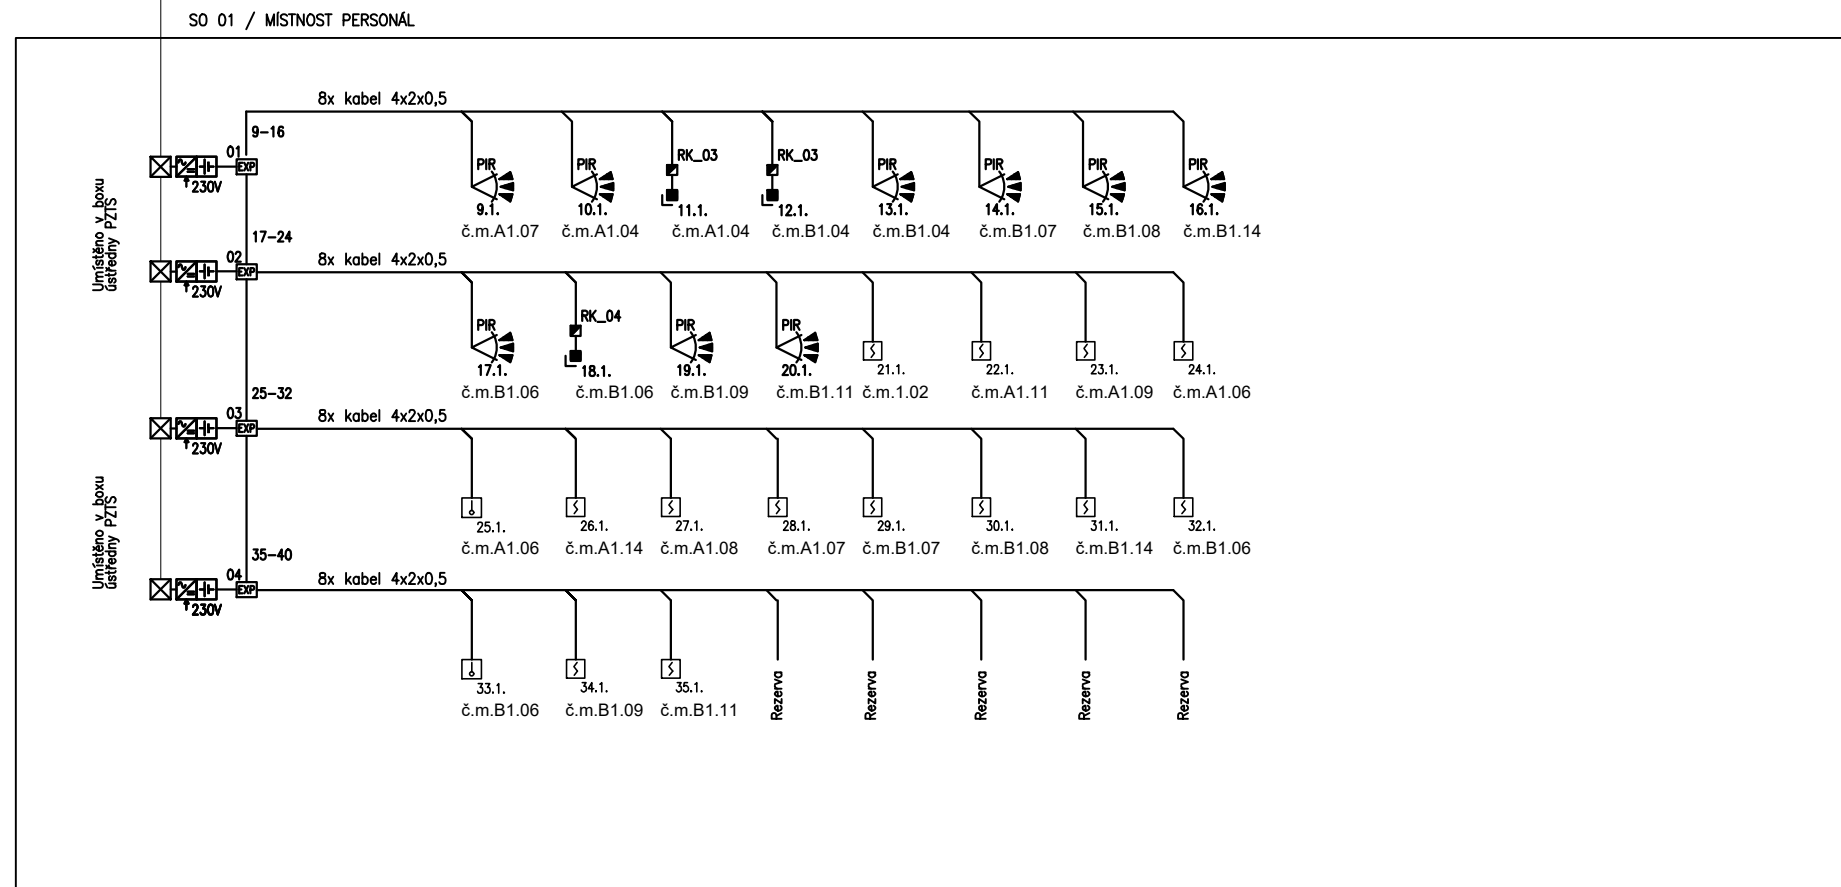 SO 01 / MÍSTNOST PERSONÁL
8x kabel 4x2x0,5
9-16
01
EXP
230V
PIR
PIR
RK_03
RK_03
PIR
PIR
PIR
PIR
9.1.
10.1.
11.1.
12.1.
13.1.
14.1.
15.1.
16.1.
č.m.A1.07
č.m.A1.04
č.m.A1.04
č.m.B1.04
č.m.B1.04
č.m.B1.07
č.m.B1.08
č.m.B1.14
Umístěno v boxu
ústředny PZTS
17-24
02
EXP
230V
8x kabel 4x2x0,5
PIR
RK_04
PIR
PIR
17.1.
18.1.
19.1.
20.1.
21.1.
22.1.
23.1.
24.1.
č.m.B1.06
č.m.B1.06
č.m.B1.09
č.m.B1.11
č.m.1.02
č.m.A1.11
č.m.A1.09
č.m.A1.06
25-32
03
EXP
230V
8x kabel 4x2x0,5
25.1.
26.1.
27.1.
28.1.
29.1.
30.1.
31.1.
32.1.
č.m.A1.06
č.m.A1.14
č.m.A1.08
č.m.A1.07
č.m.B1.07
č.m.B1.08
č.m.B1.14
č.m.B1.06
Umístěno v boxu
ústředny PZTS
35-40
04
EXP
230V
8x kabel 4x2x0,5
33.1.
34.1.
35.1.
č.m.B1.06
č.m.B1.09
č.m.B1.11
Rezerva
Rezerva
Rezerva
Rezerva
Rezerva